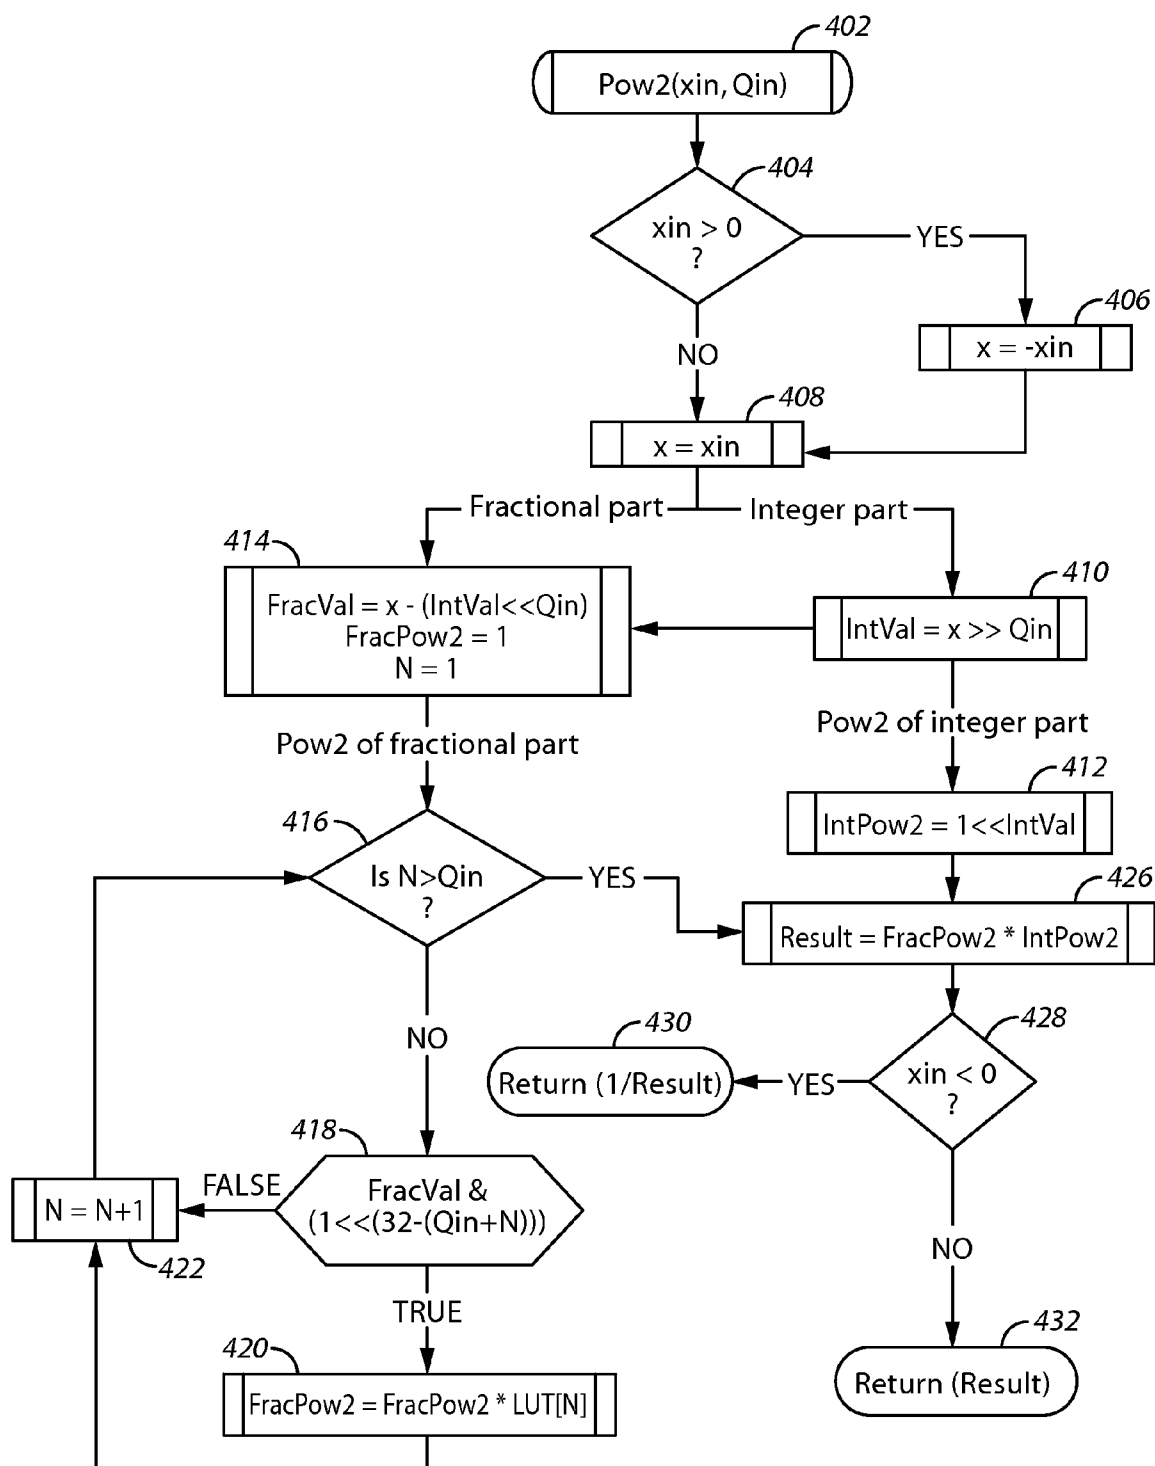 402
Pow2(xin, Qin)
404
xin > 0
?
YES
406
x = -xin
NO
408
x = xin
Fractional part
Integer part
414
FracVal = x - (IntVal<<Qin)
FracPow2 = 1
N = 1
410
IntVal = x >> Qin
Pow2 of fractional part
Pow2 of integer part
412
IntPow2 = 1<<IntVal
416
Is N>Qin
?
YES
426
Result = FracPow2 * IntPow2
NO
428
xin < 0
?
430
Return (1/Result)
YES
418
FracVal &
(1<<(32-(Qin+N)))
FALSE
N = N+1
422
NO
TRUE
432
Return (Result)
420
FracPow2 = FracPow2 * LUT[N]